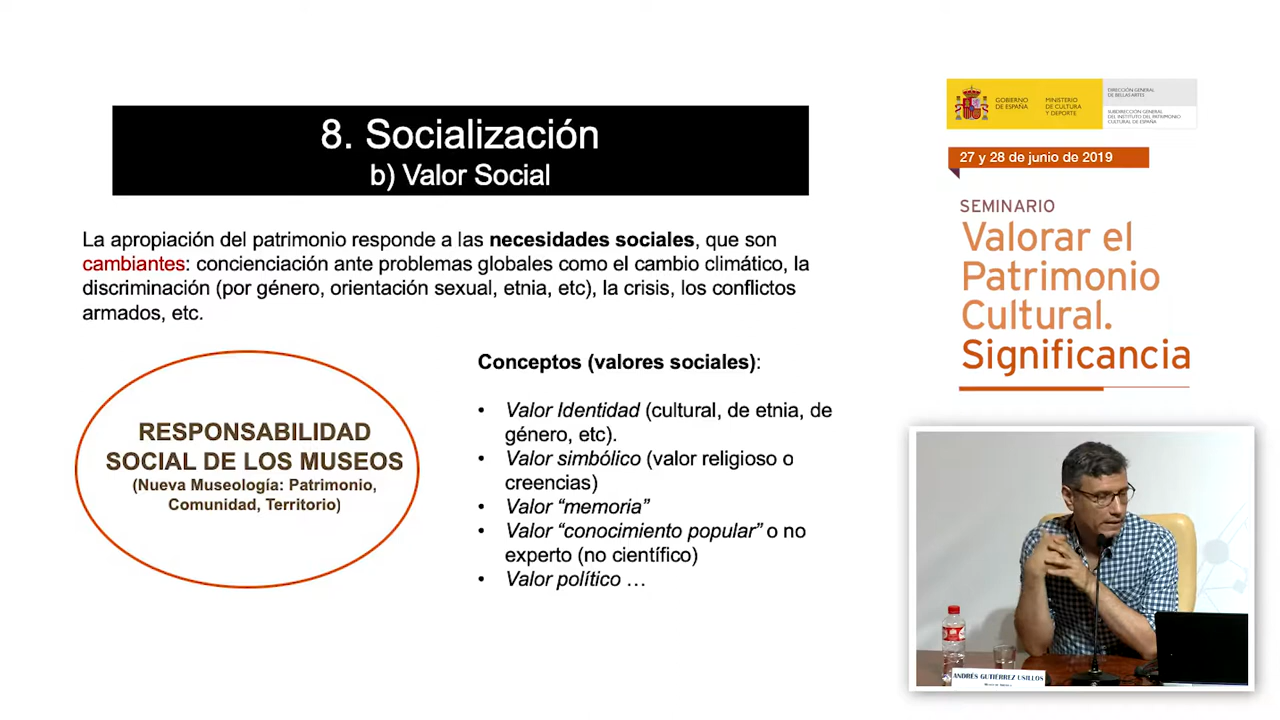 8. Socialización
b) Valor Social
La apropiación del patrimonio responde a las necesidades sociales, que son
cambiantes: concienciación ante problemas globales como el cambio climático, la
discriminación (por género, orientación sexual, etnia, etc), la crisis, los conflictos
armados, etc.
RESPONSABILIDAD
SOCIAL DE LOS MUSEOS
(Nueva Museología: Patrimonio,
Comunidad, Territorio)
Conceptos (valores sociales):
• Valor Identidad (cultural, de etnia, de
género, etc).
• Valor simbólico (valor religioso o
creencias)
• Valor “memoria”
• Valor “conocimiento popular” o no
experto (no científico)
• Valor político …
GOBIERNO
DE ESPAÑA
MINISTERIO
DE CULTURA
Y DEPORTE
DIRECCIÓN GENERAL
DE BELLAS ARTES
SUBDIRECCIÓN GENERAL
DEL INSTITUTO DEL PATRIMONIO
CULTURAL DE ESPAÑA
27 y 28 de junio de 2019
SEMINARIO
Valorar el
Patrimonio
Cultural.
Significancia
ANDRÉS GUTIÉRREZ USILLOS